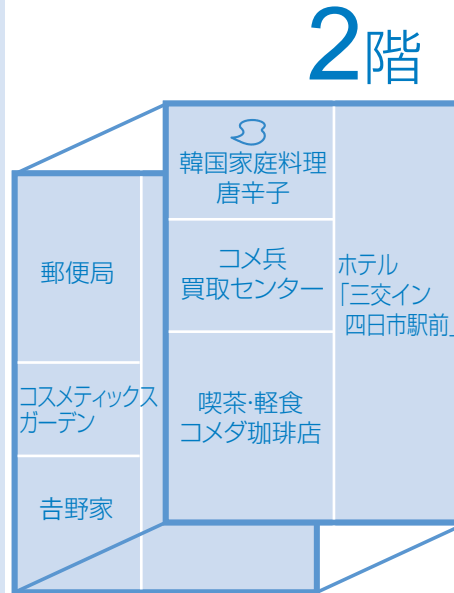 2階
韓国家庭料理
唐辛子
コメ兵
買取センター
喫茶・軽食
コメダ珈琲店
ホテル
「三交イン
四日市駅前」
郵便局
コスメティックス
ガーデン
𠮷野家